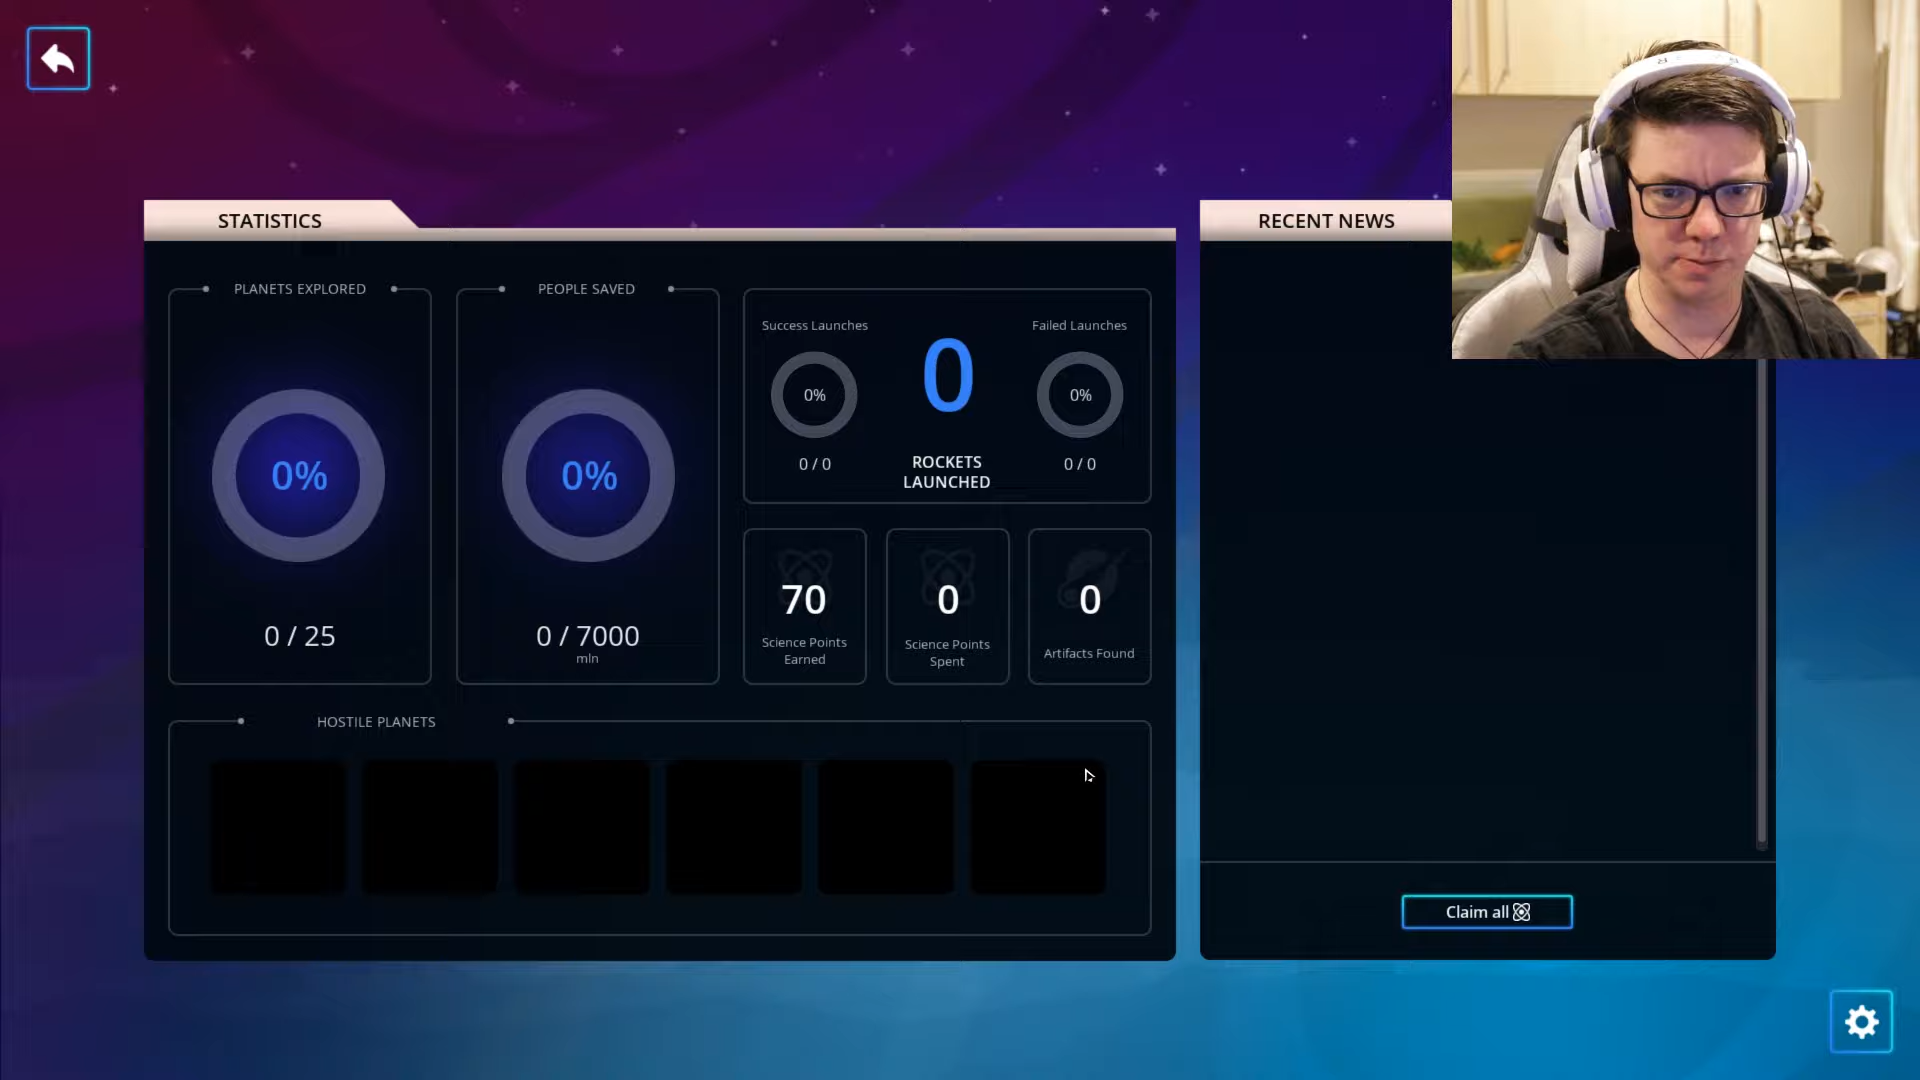 STATISTICS
PLANETS EXPLORED
0%
0 / 25
PEOPLE SAVED
0%
0 / 7000
mln
Success Launches
0%
0 / 0
0
ROCKETS
LAUNCHED
Failed Launches
0%
0 / 0
70
Science Points
Earned
0
Science Points
Spent
0
Artifacts Found
HOSTILE PLANETS
RECENT NEWS
Claim all